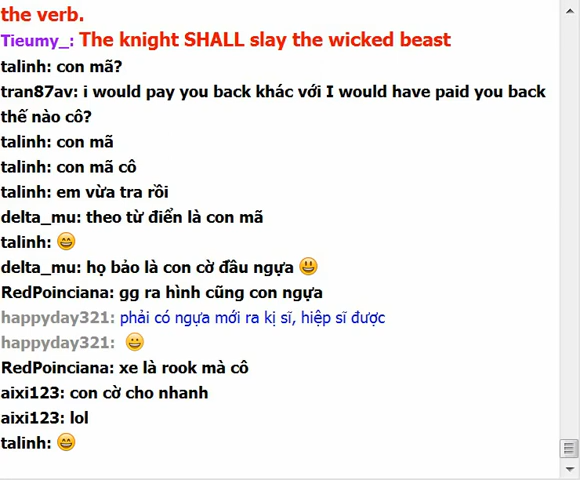 the verb.
Tieumy_: The knight SHALL slay the wicked beast
talinh: con mã?
tran87av: i would pay you back khác với I would have paid you back
thế nào cô?
talinh: con mã
talinh: con mã cô
talinh: em vừa tra rồi
delta_mu: theo từ điển là con mã
talinh: 😄
delta_mu: họ bảo là con cờ đầu ngựa 😃
RedPoinciana: gg ra hình cũng con ngựa
happyday321: phải có ngựa mới ra kị sĩ, hiệp sĩ được
happyday321: 😀
RedPoinciana: xe là rook mà cô
aixi123: con cờ cho nhanh
aixi123: lol
talinh: 😄